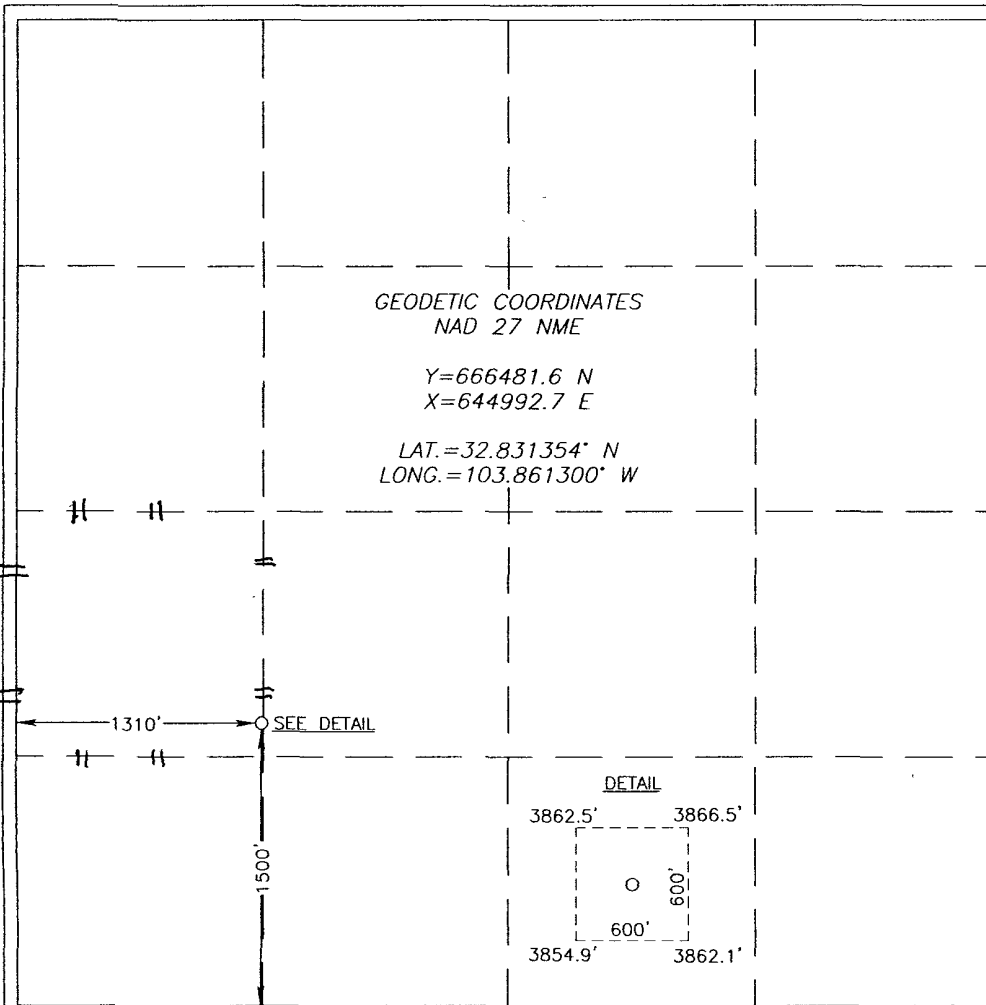 GEODETIC COORDINATES
NAD 27 NME
Y=666481.6 N
X=644992.7 E
LAT.=32.831354° N
LONG.=103.861300° W
1310'
SEE DETAIL
1500'
DETAIL
3862.5' 3866.5'
600'
600'
3854.9' 3862.1'